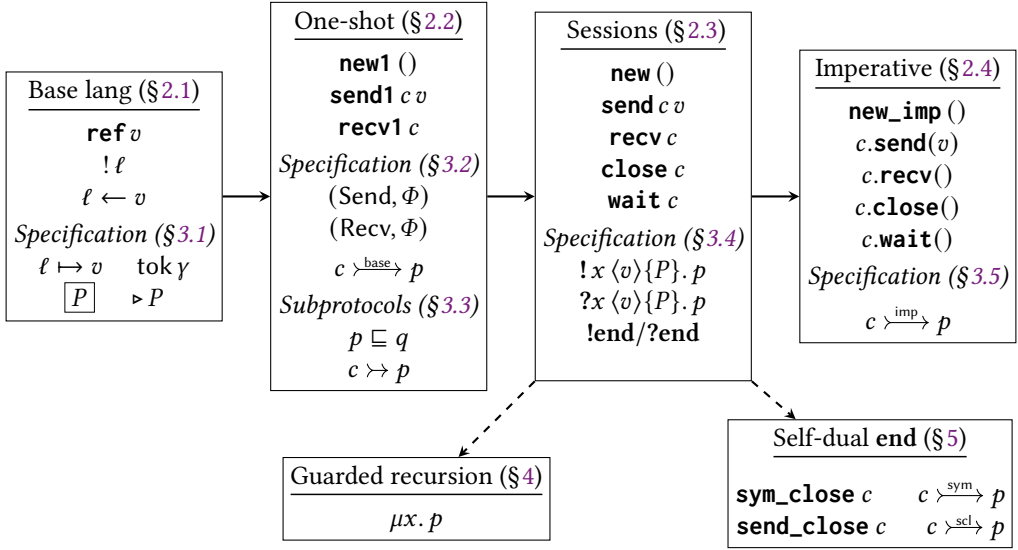 Base lang (§2.1)
ref v
! ℓ
ℓ ← v
Specification (§3.1)
ℓ ↦ v tok γ
P ▹ P
One-shot (§2.2)
new1 ()
send1 c v
recv1 c
Specification (§3.2)
(Send, Φ)
(Recv, Φ)
c ↣base p
Subprotocols (§3.3)
p ⊑ q
c ↣ p
Sessions (§2.3)
new ()
send c v
recv c
close c
wait c
Specification (§3.4)
! x ⟨v⟩{P}. p
?x ⟨v⟩{P}. p
!end/?end
Imperative (§2.4)
new_imp ()
c.send(v)
c.recv()
c.close()
c.wait()
Specification (§3.5)
c ↣imp p
Guarded recursion (§4)
μx. p
Self-dual end (§5)
sym_close c c ↣sym p
send_close c c ↣scl p